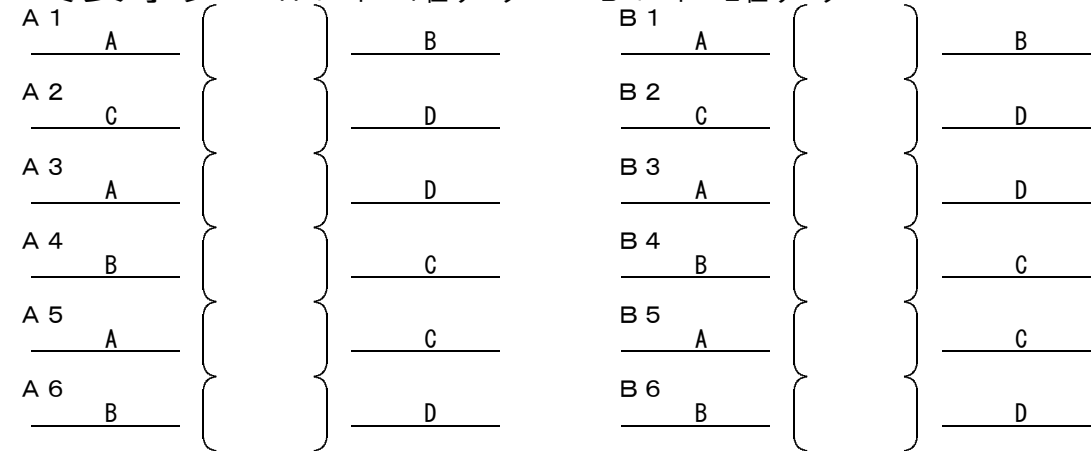 A1 A B B1 A B
A2 C D B2 C D
A3 A D B3 A D
A4 B C B4 B C
A5 A C B5 A C
A6 B D B6 B D